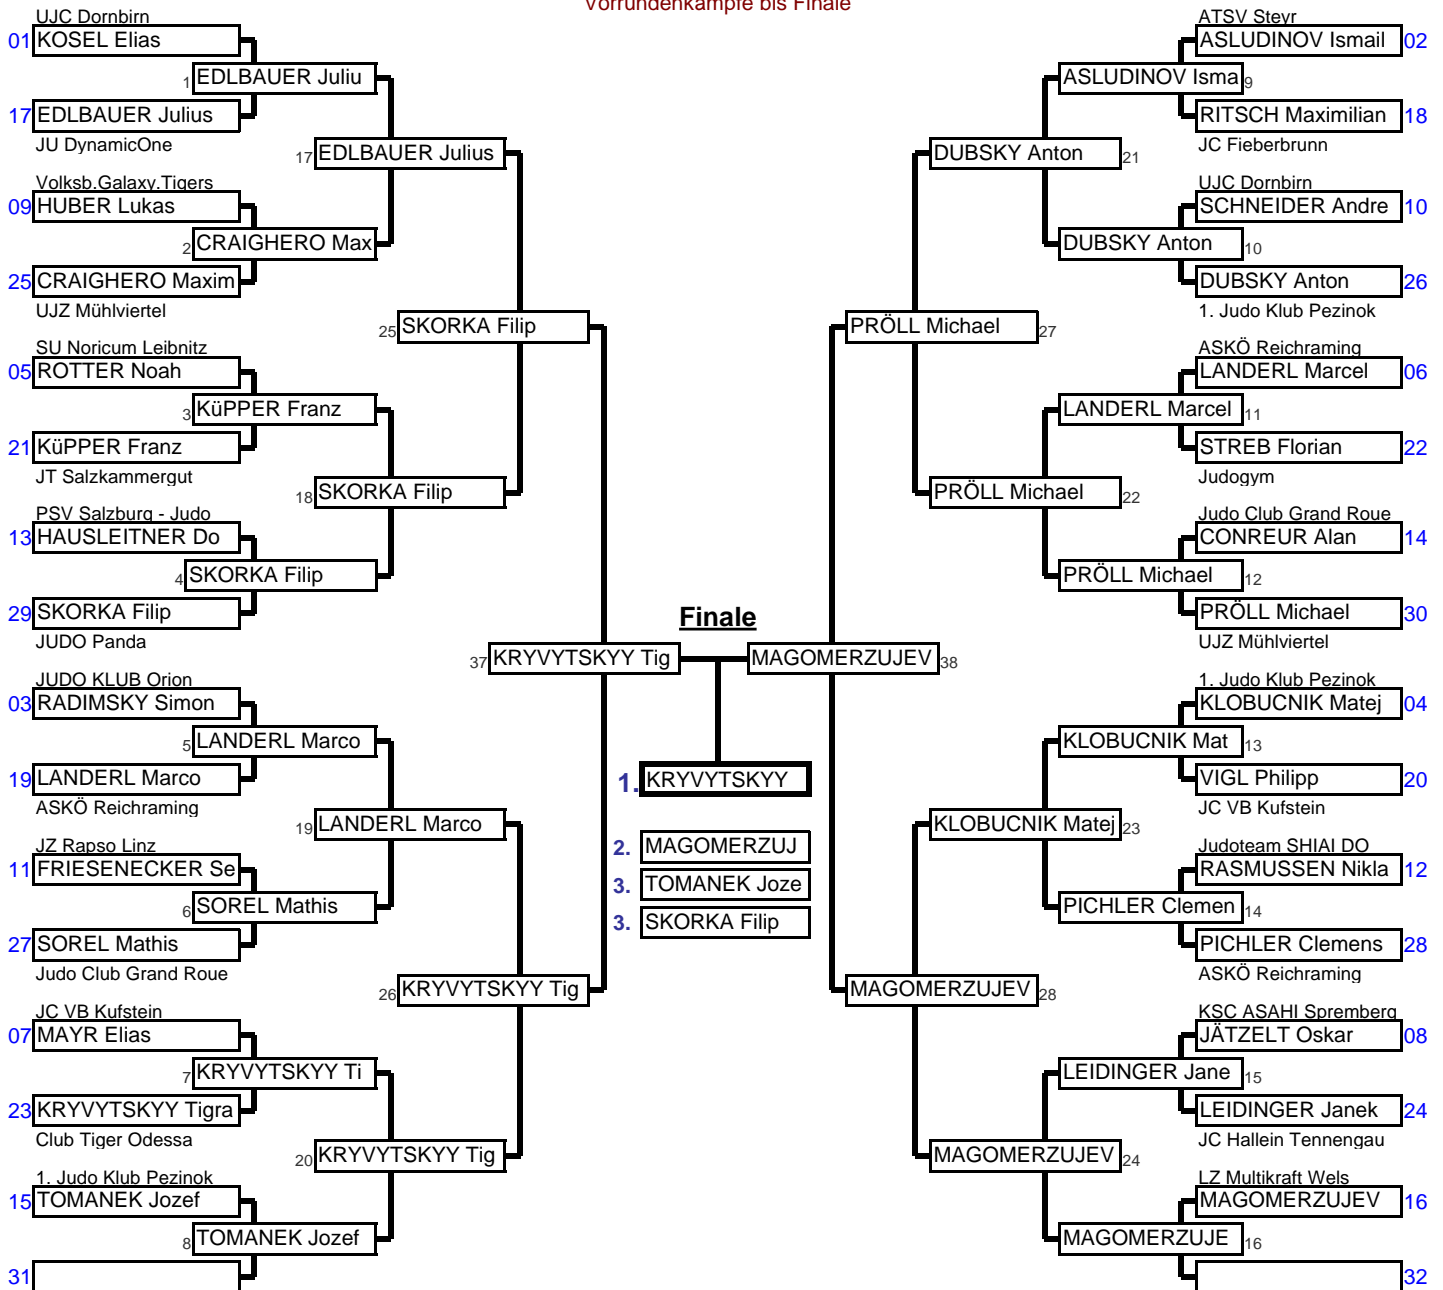 Vorrundenkämpfe bis Finale
UJC Dornbirn
01 KOSEL Elias
1 EDLBAUER Juliu
17 EDLBAUER Julius
JU DynamicOne
17 EDLBAUER Julius
Volksb.Galaxy.Tigers
09 HUBER Lukas
2 CRAIGHERO Max
25 CRAIGHERO Maxim
UJZ Mühlviertel
25 SKORKA Filip
SU Noricum Leibnitz
05 ROTTER Noah
3 KüPPER Franz
21 KüPPER Franz
JT Salzkammergut
18 SKORKA Filip
PSV Salzburg - Judo
13 HAUSLEITNER Do
4 SKORKA Filip
29 SKORKA Filip
JUDO Panda
37 KRYVYTSKYY Tig
JUDO KLUB Orion
03 RADIMSKY Simon
5 LANDERL Marco
19 LANDERL Marco
ASKÖ Reichraming
19 LANDERL Marco
JZ Rapso Linz
11 FRIESENECKER Se
6 SOREL Mathis
27 SOREL Mathis
Judo Club Grand Roue
26 KRYVYTSKYY Tig
JC VB Kufstein
07 MAYR Elias
7 KRYVYTSKYY Ti
23 KRYVYTSKYY Tigra
Club Tiger Odessa
20 KRYVYTSKYY Tig
1. Judo Klub Pezinok
15 TOMANEK Jozef
8 TOMANEK Jozef
31
Finale
1. KRYVYTSKYY
2. MAGOMERZUJ
3. TOMANEK Joze
3. SKORKA Filip
ATSV Steyr
ASLUDINOV Ismail 02
ASLUDINOV Isma 9
RITSCH Maximilian 18
JC Fieberbrunn
DUBSKY Anton 21
UJC Dornbirn
SCHNEIDER Andre 10
DUBSKY Anton 10
DUBSKY Anton 26
1. Judo Klub Pezinok
PRÖLL Michael 27
ASKÖ Reichraming
LANDERL Marcel 06
LANDERL Marcel 11
STREB Florian 22
Judogym
PRÖLL Michael 22
Judo Club Grand Roue
CONREUR Alan 14
PRÖLL Michael 12
PRÖLL Michael 30
UJZ Mühlviertel
MAGOMERZUJEV 38
1. Judo Klub Pezinok
KLOBUCNIK Matej 04
KLOBUCNIK Mat 13
VIGL Philipp 20
JC VB Kufstein
KLOBUCNIK Matej 23
Judoteam SHIAI DO
RASMUSSEN Nikla 12
PICHLER Clemen 14
PICHLER Clemens 28
ASKÖ Reichraming
MAGOMERZUJEV 28
KSC ASAHI Spremberg
JÄTZELT Oskar 08
LEIDINGER Jane 15
LEIDINGER Janek 24
JC Hallein Tennengau
MAGOMERZUJEV 24
LZ Multikraft Wels
MAGOMERZUJEV 16
MAGOMERZUJE 16
32